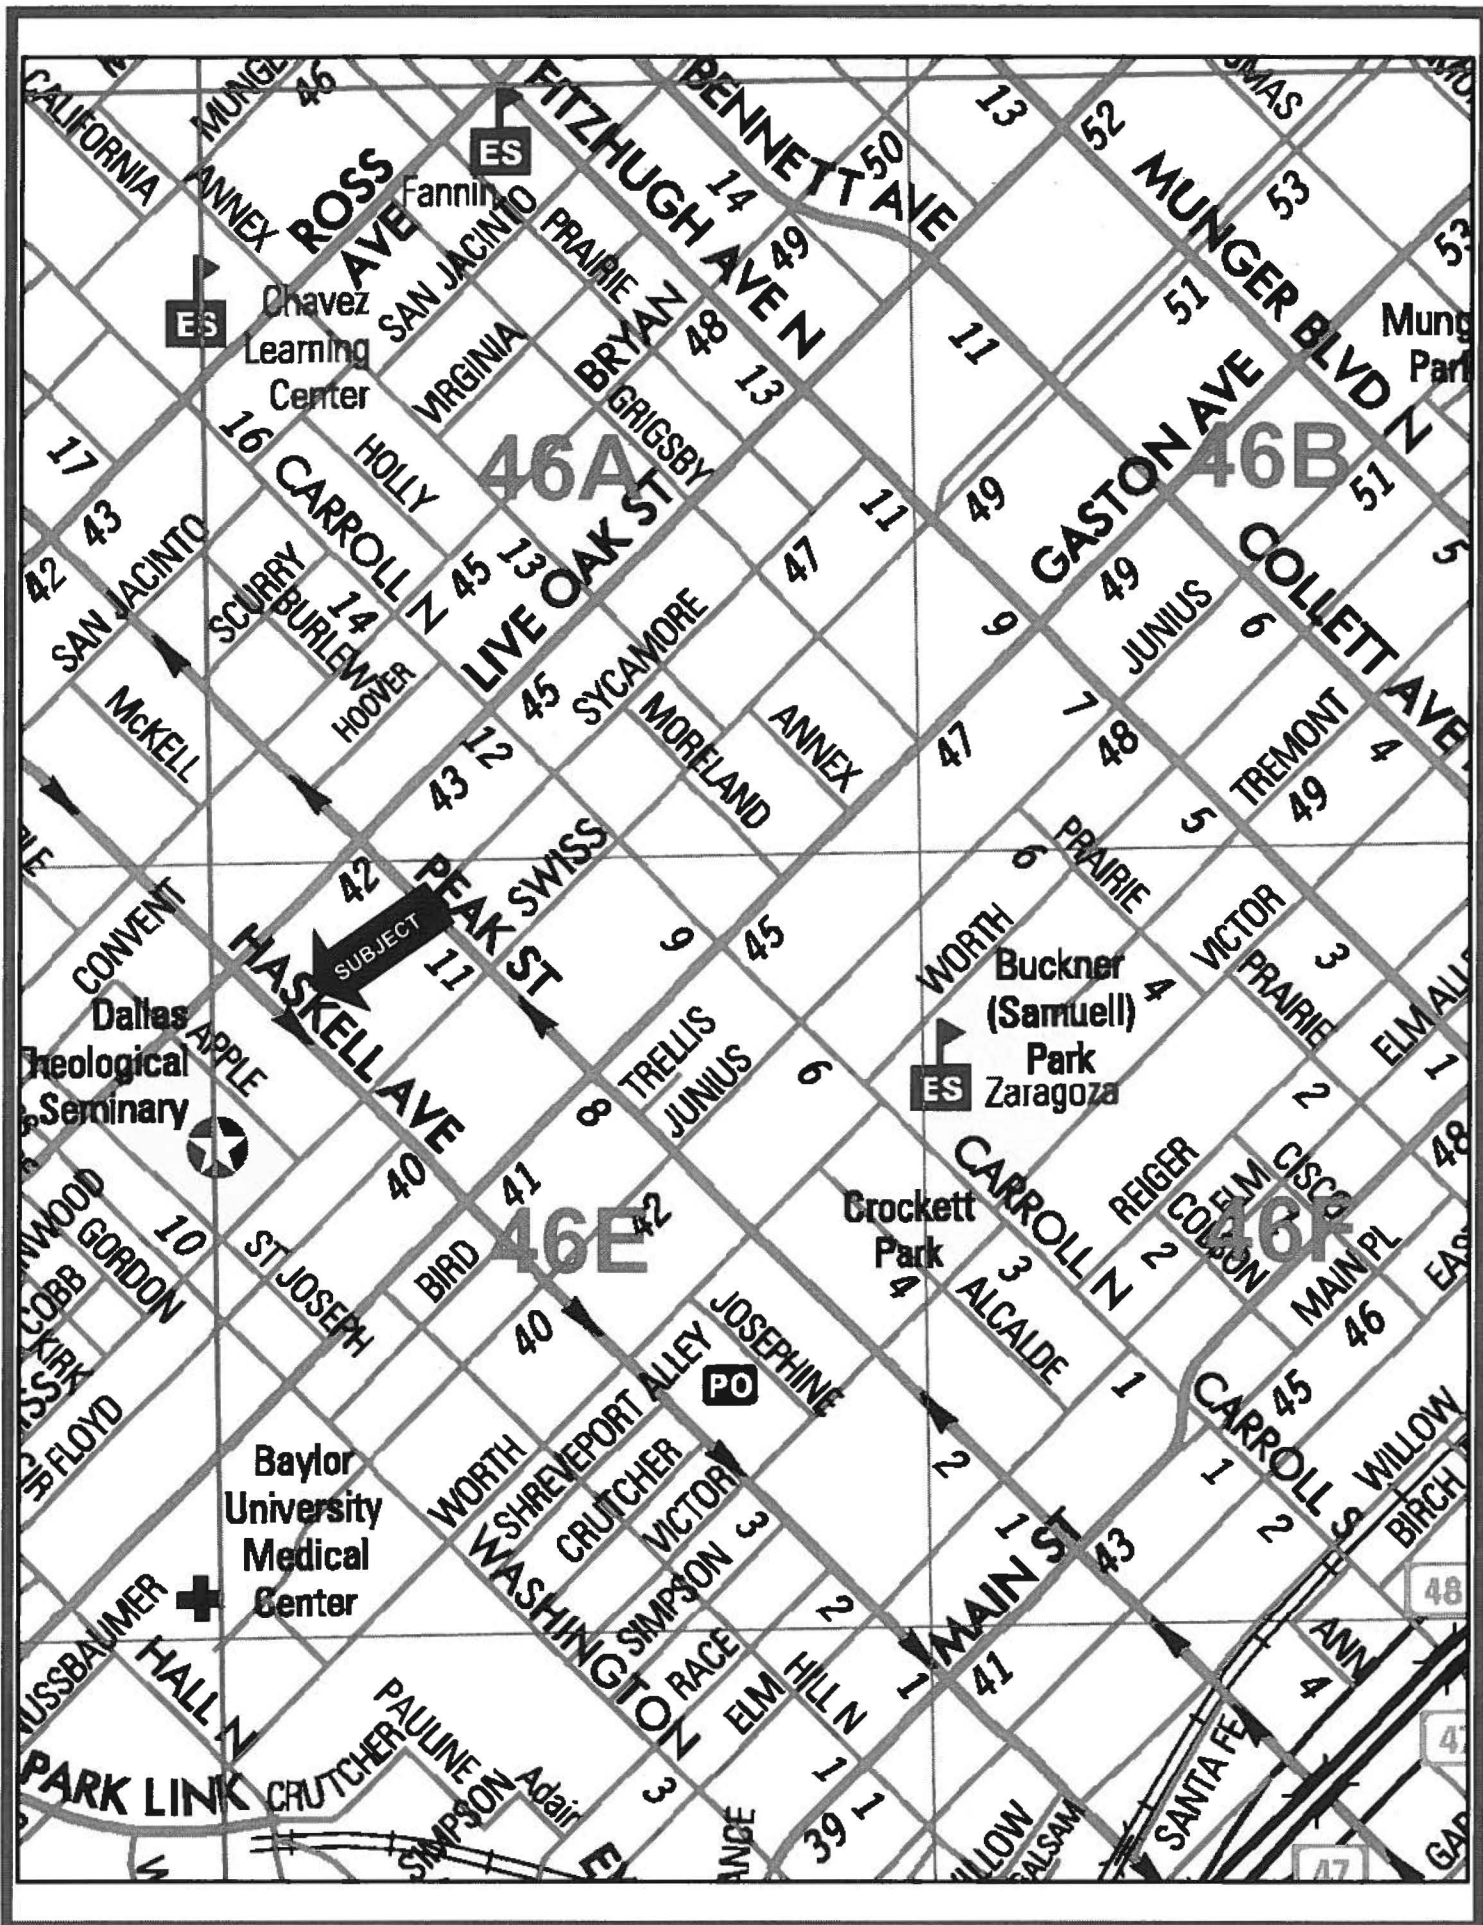 CALIFORNIA
46
ANNEX
ROSS
AVE
ES
Fannin
FITZHUGH AVE N
BENNETT AVE
50
13
52
MUNGER BLVD N
53
53
14
49
SAN JACINTO
PRAIRIE
ES
Chavez
Learning
Center
VIRGINIA
BRYAN
48
13
GRIGSBY
11
51
GASTON AVE
46B
51
17
16
CARROLL N
HOLLY
46A
LIVE OAK ST
11
49
43
42
SAN JACINTO
SCURRY
BURLEW
14
HOOVER
45
13
47
49
COLLETT AVE
5
McKELL
45
SYCAMORE
MORELAND
ANNEX
9
JUNIUS
6
12
43
47
7
48
TREMONT
49
4
5
42
PEAK ST
SWISS
6
PRAIRIE
CONVENT
HASKELL AVE
SUBJECT
11
9
45
WORTH
VICTOR
PRAIRIE
3
4
Buckner
(Samuell)
Park
ES
Zaragoza
Dallas
Seminary
APPLE
TRELLIS
JUNIUS
6
8
ELM
1
2
40
41
42
46E
Crockett
Park
4
CARROLL N
3
ALCALDE
REIGER
ELM
CISCO
46F
2
MAIN PL
46
48
10
GORDON
COBB
ST JOSEPH
BIRD
40
JOSEPHINE
PO
SHREVEPORT ALLEY
WORTH
CRUTCHER
VICTOR
3
1
45
CARROLL S
WILLOW
BIRCH
FLOYD
Baylor
University
Medical
Center
WASHINGTON N
SIMPSON
RACE
ELM
HILL N
2
2
1
MAIN ST
43
1
2
48
HALL N
1
41
ANN
4
PARK LINK
CRUTCHER
PAULINE
SIMPSON
Adair
3
1
1
39
SANTA FE
47